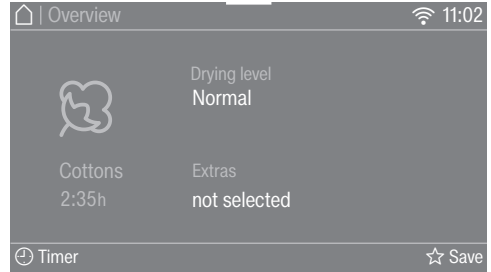 | Overview
11:02
Drying level
Normal
Cottons
2:35h
Extras
not selected
Timer
Save